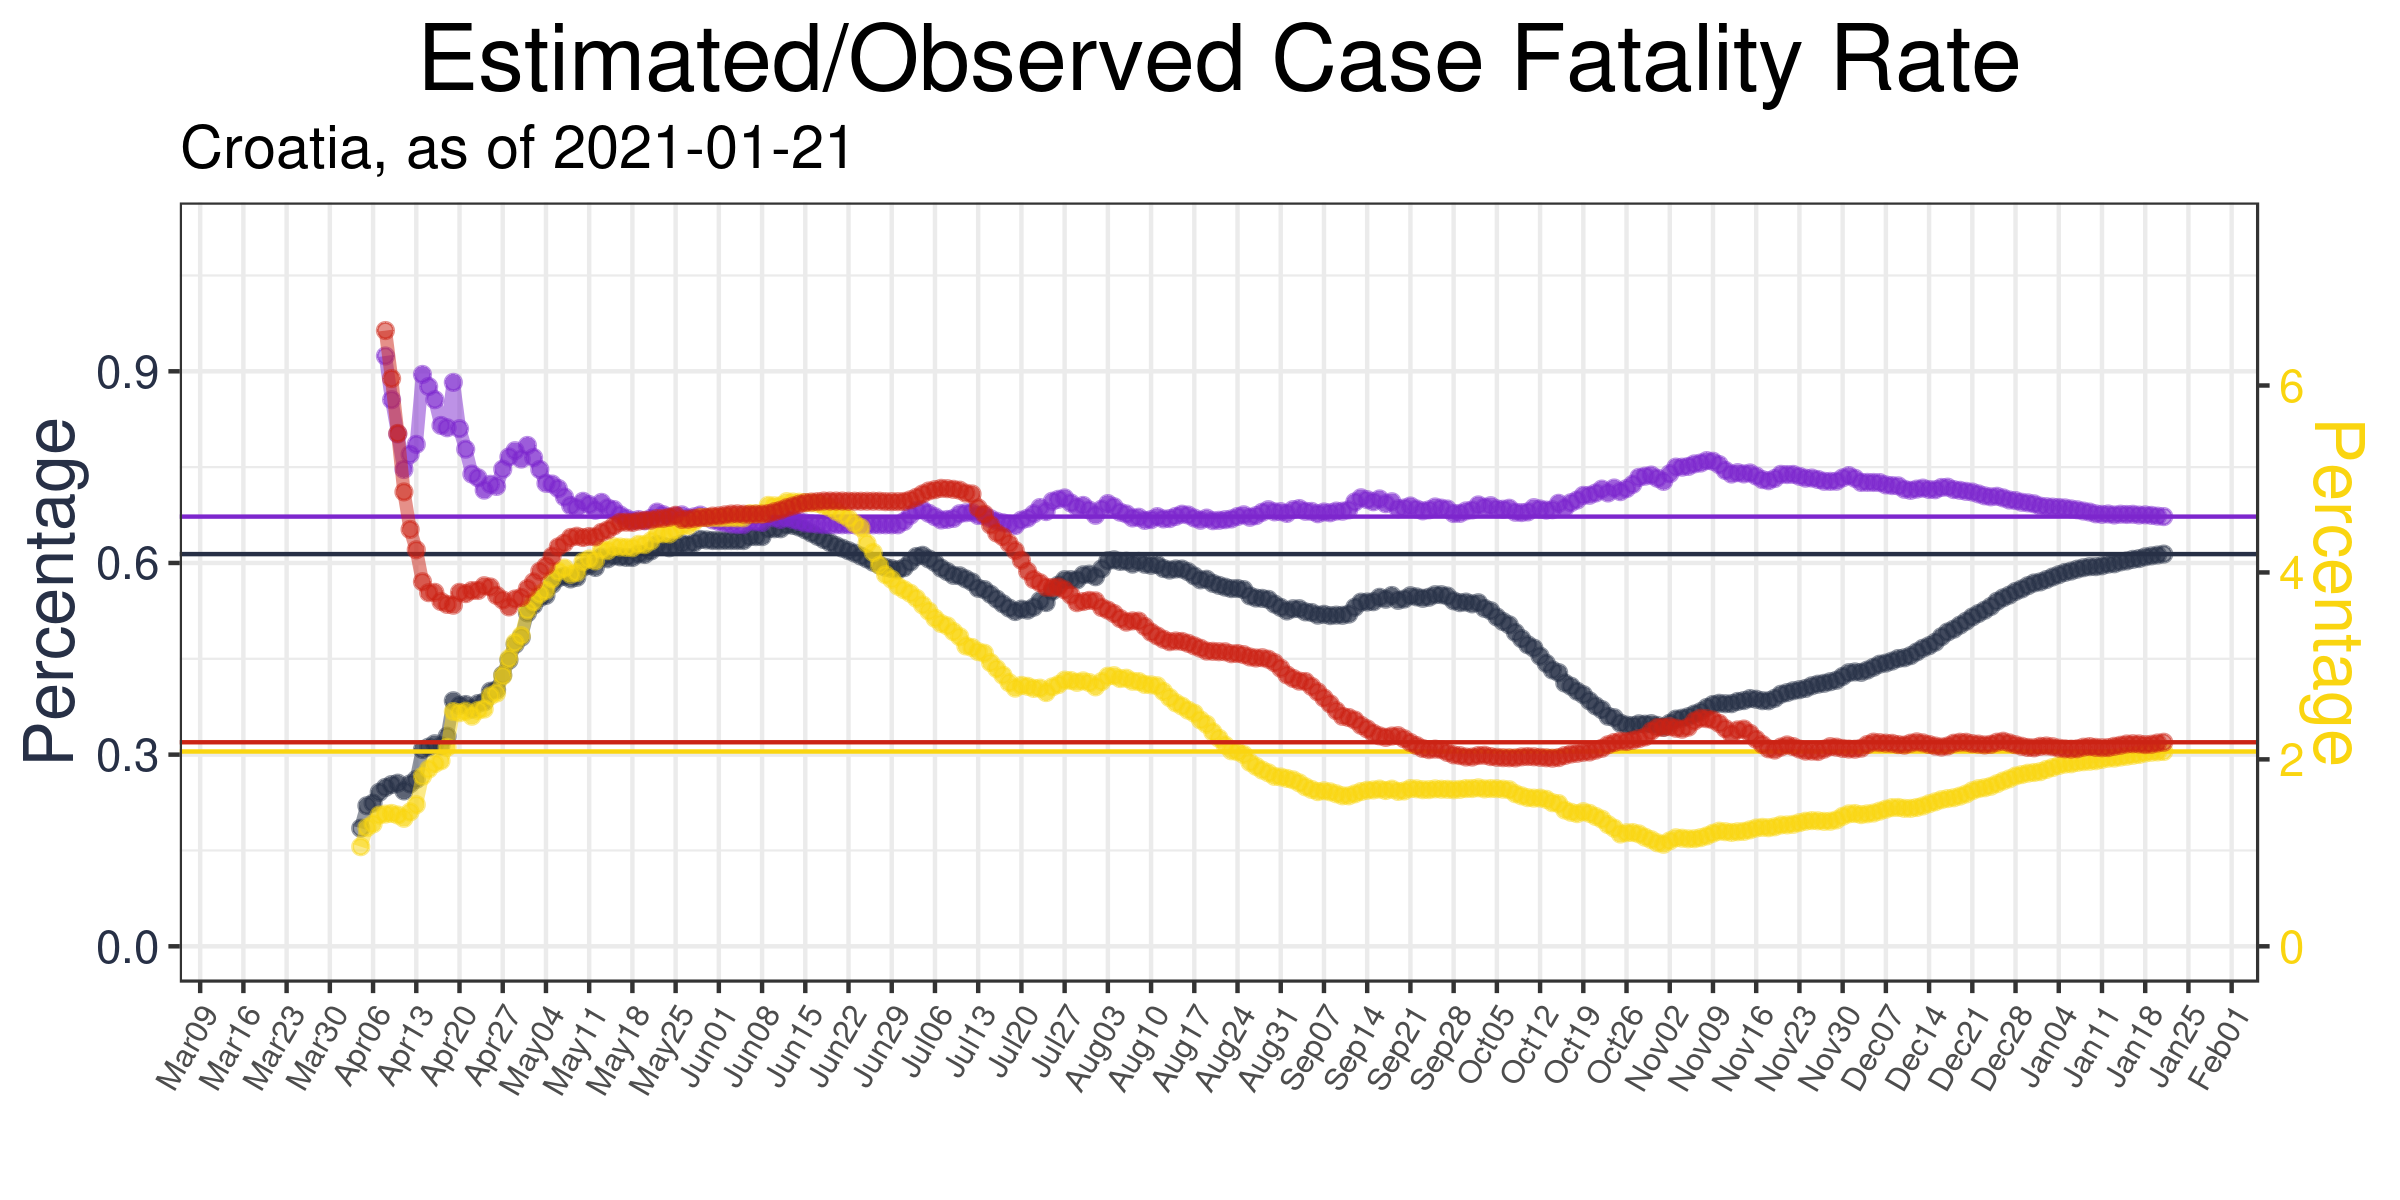 Estimated/Observed Case Fatality Rate
Croatia, as of 2021-01-21
Percentage
0.9
0.6
0.3
0.0
6
4
2
0
Percentage
Mar09
Mar16
Mar23
Mar30
Apr06
Apr13
Apr20
Apr27
May04
May11
May18
May25
Jun01
Jun08
Jun15
Jun22
Jun29
Jul06
Jul13
Jul20
Jul27
Aug03
Aug10
Aug17
Aug24
Aug31
Sep07
Sep14
Sep21
Sep28
Oct05
Oct12
Oct19
Oct26
Nov02
Nov09
Nov16
Nov23
Nov30
Dec07
Dec14
Dec21
Dec28
Jan04
Jan11
Jan18
Jan25
Feb01